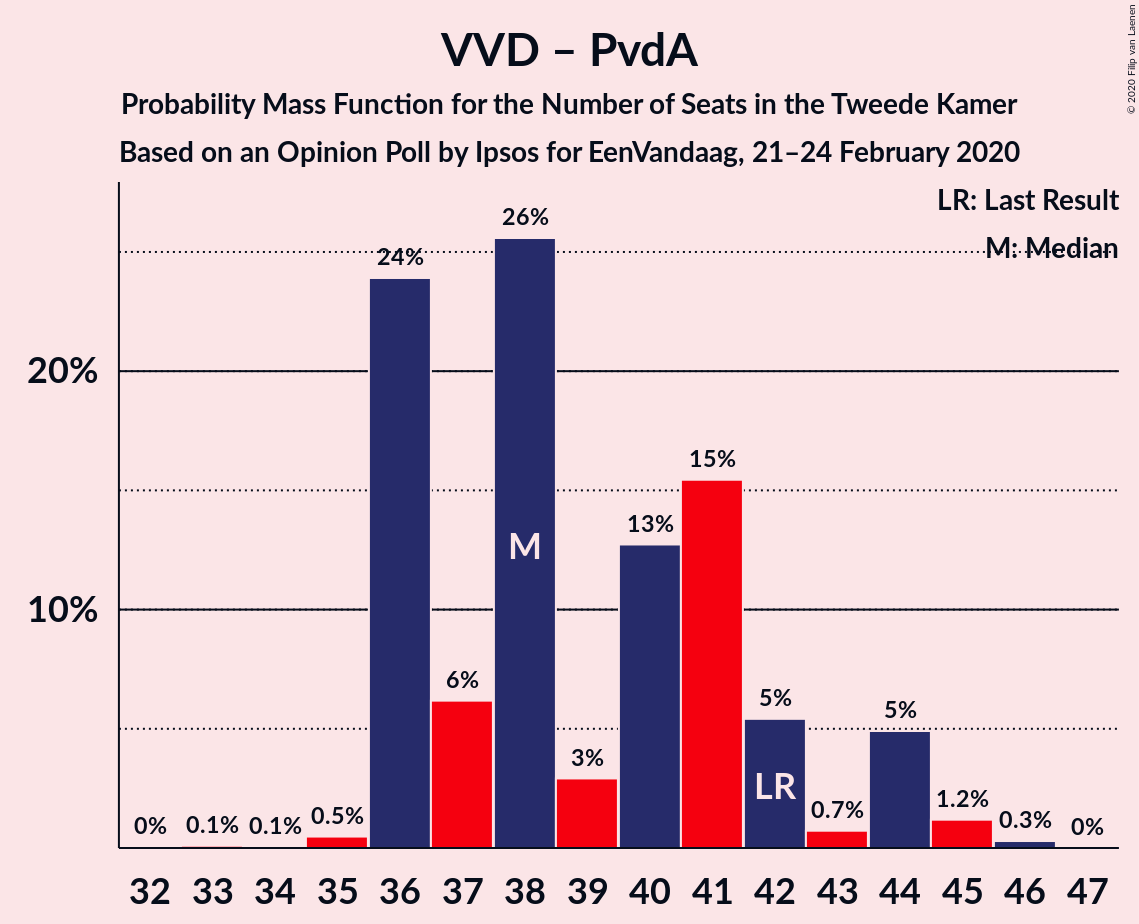 © 2020 Filip van Laenen
VVD – PvdA
Probability Mass Function for the Number of Seats in the Tweede Kamer
Based on an Opinion Poll by Ipsos for EenVandaag, 21–24 February 2020
LR: Last Result
M: Median
20%
10%
0%
0.1%
0.1%
0.5%
24%
6%
26%
3%
13%
15%
5%
0.7%
5%
1.2%
0.3%
0%
M
LR
32 33 34 35 36 37 38 39 40 41 42 43 44 45 46 47